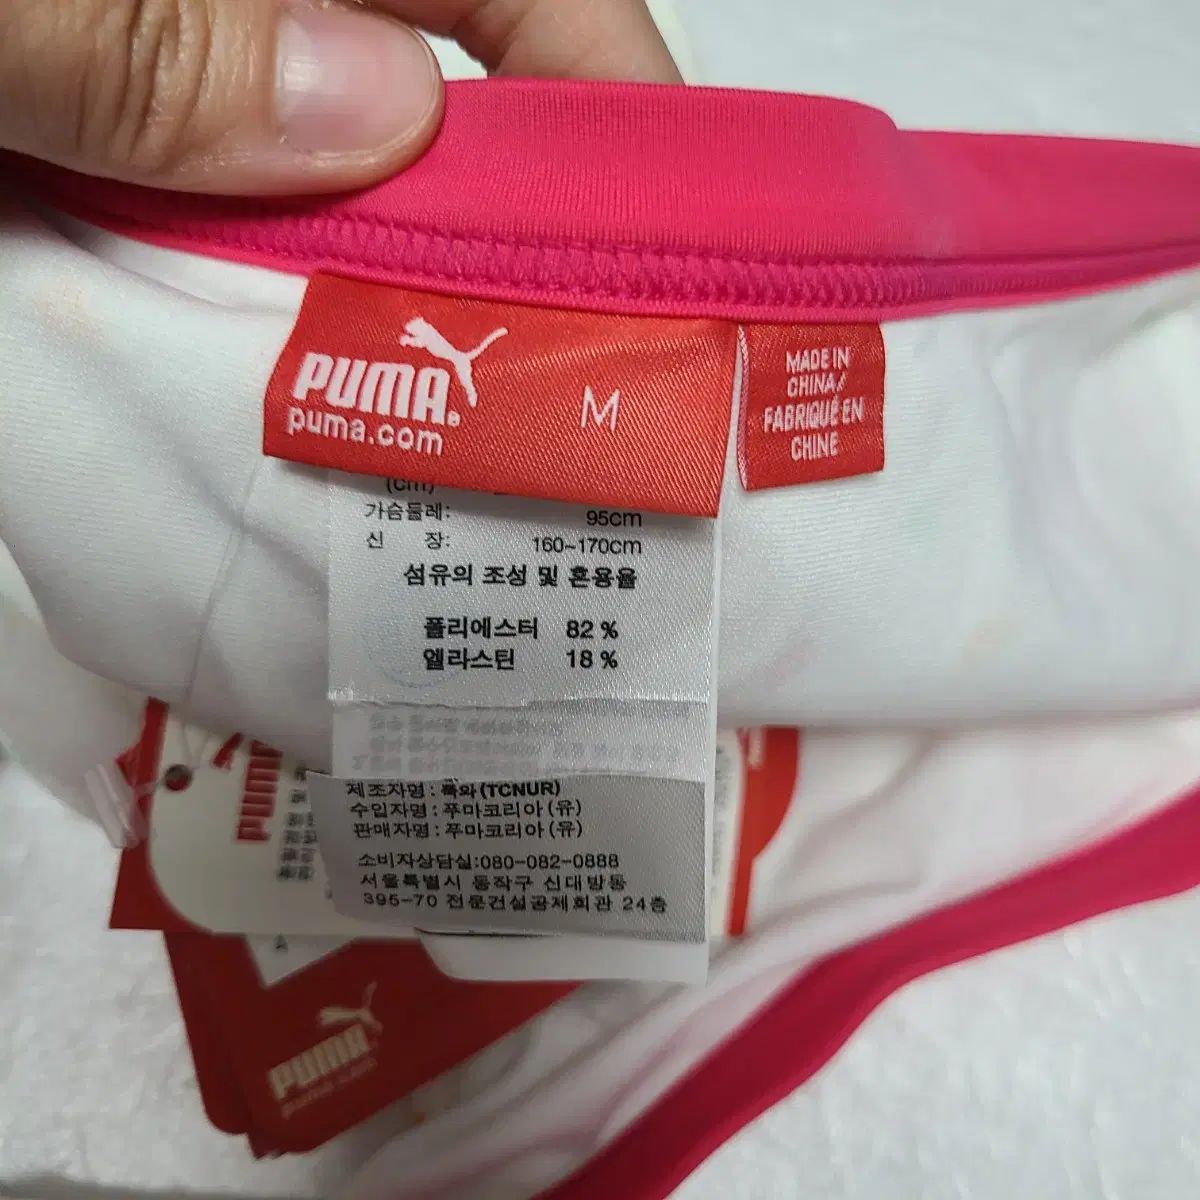 PUMA
puma.com
M
MADE IN
CHINA/
FABRIQUÉ EN
CHINE
(cm)
가슴둘레: 95cm
신 장: 160~170cm
섬유의 조성 및 혼용율
폴리에스터 82 %
엘라스틴 18 %
제조자명 : 특와 (TCNUR)
수입자명 : 푸마코리아 (유)
판매자명 : 푸마코리아 (유)
소비자상담실:080-082-0888
서울특별시 동작구 신대방동
395-70 전문건설공제회관 24층
PUMA
PUMA